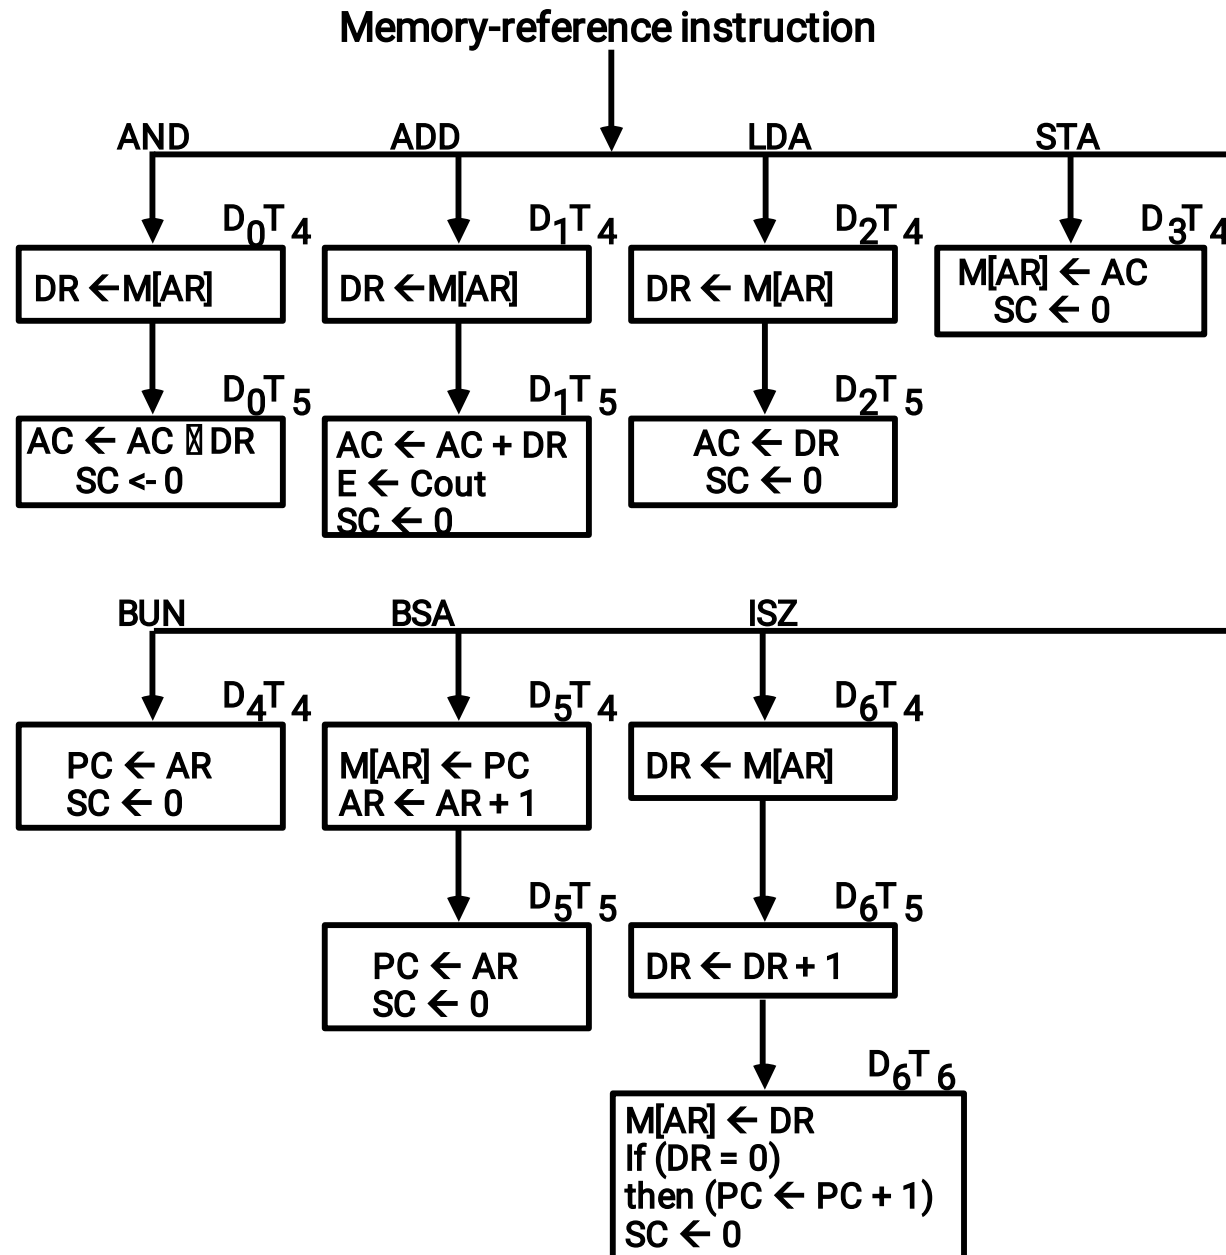 Memory-reference instruction
AND ADD LDA STA
D0T4 D1T4 D2T4 D3T4
DR ←M[AR]
DR ←M[AR]
DR ← M[AR]
M[AR] ← AC
SC ← 0
D0T5 D1T5 D2T5
AC ← AC DR
SC <- 0
AC ← AC + DR
E ← Cout
SC ← 0
AC ← DR
SC ← 0
BUN BSA ISZ
D4T4 D5T4 D6T4
PC ← AR
SC ← 0
M[AR] ← PC
AR ← AR + 1
DR ← M[AR]
D5T5 D6T5
PC ← AR
SC ← 0
DR ← DR + 1
D6T6
M[AR] ← DR
If (DR = 0)
then (PC ← PC + 1)
SC ← 0